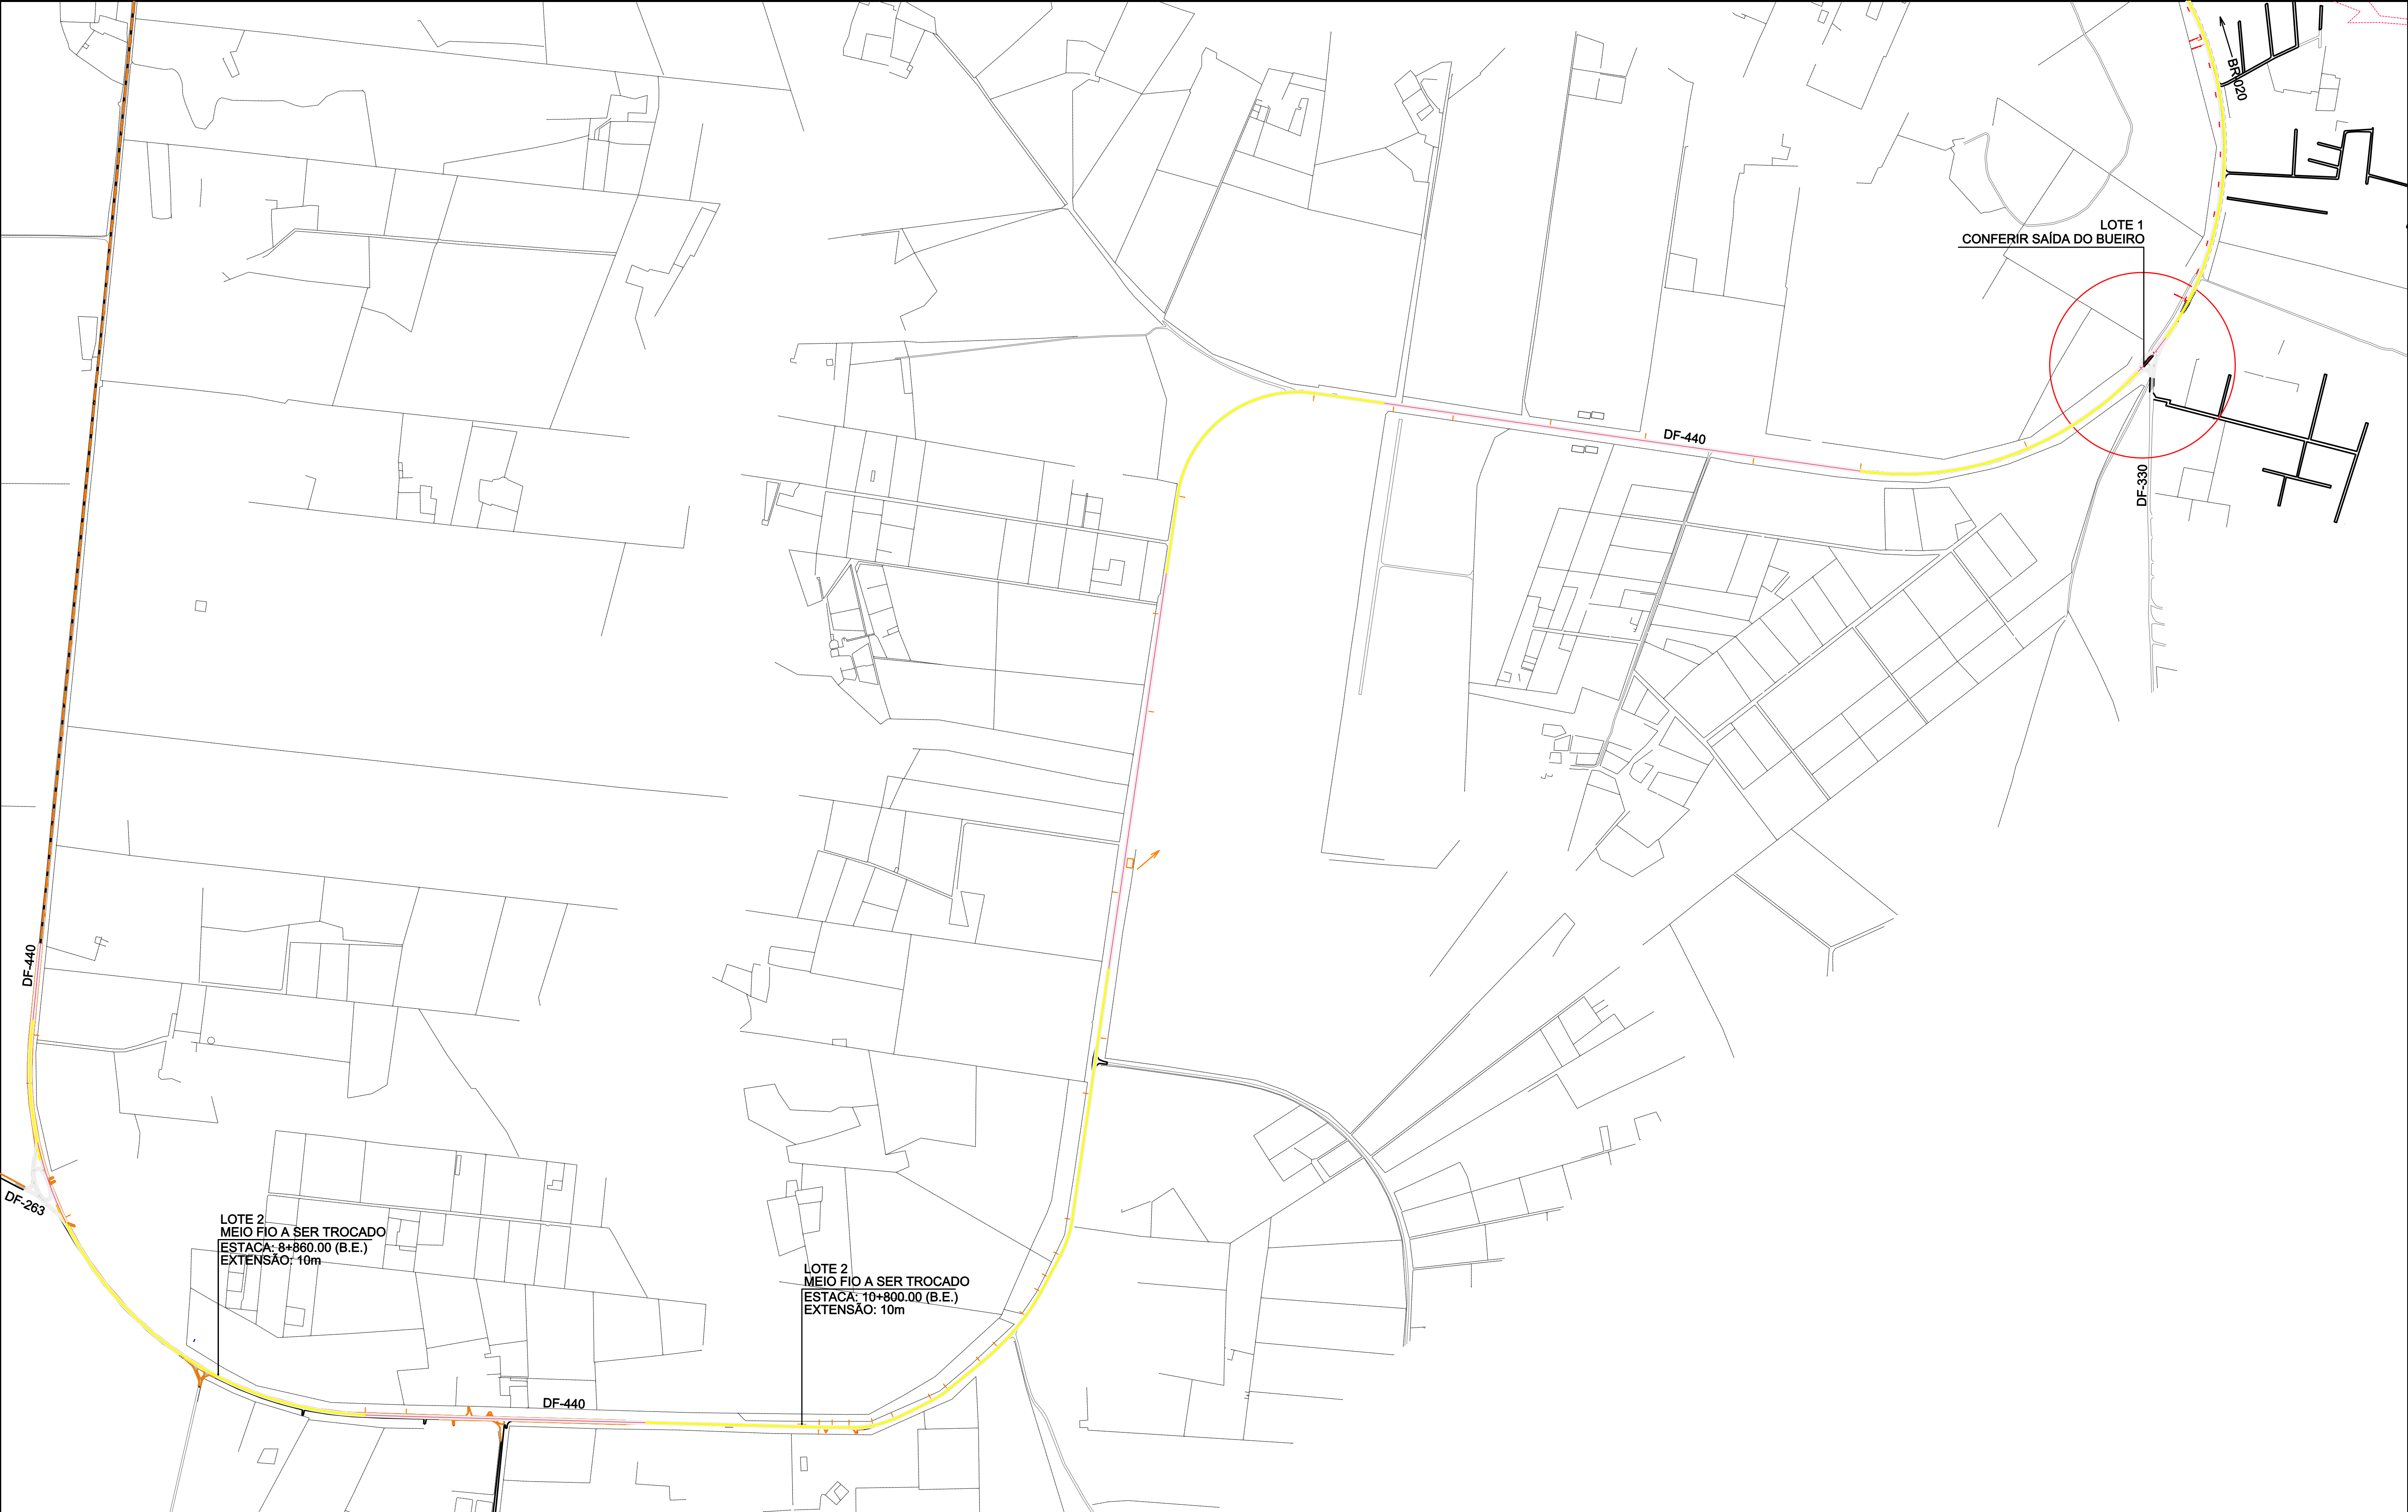 BR-020
LOTE 1
CONFERIR SAÍDA DO BUEIRO
DF-440
DF-330
DF-440
DF-263
LOTE 2
MEIO FIO A SER TROCADO
ESTACA: 8+860.00 (B.E.)
EXTENSÃO: 10m
LOTE 2
MEIO FIO A SER TROCADO
ESTACA: 10+800.00 (B.E.)
EXTENSÃO: 10m
DF-440